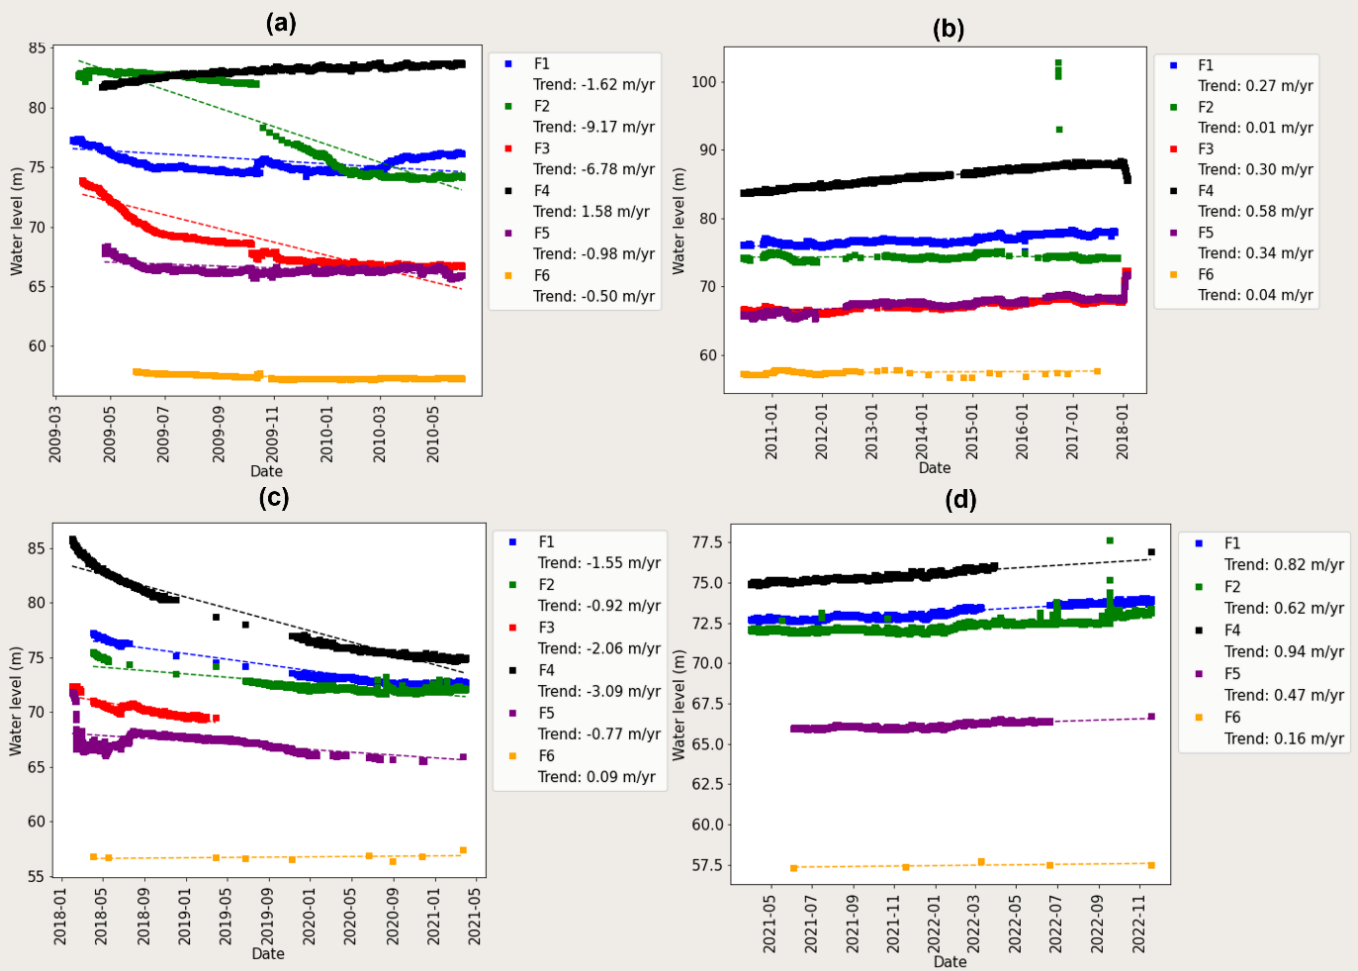 (a)
85
80
75
70
65
60
Water level (m)
2009-03
2009-05
2009-07
2009-09
2009-11
2010-01
2010-03
2010-05
Date
F1
Trend: -1.62 m/yr
F2
Trend: -9.17 m/yr
F3
Trend: -6.78 m/yr
F4
Trend: 1.58 m/yr
F5
Trend: -0.98 m/yr
F6
Trend: -0.50 m/yr
(b)
100
90
80
70
60
Water level (m)
2011-01
2012-01
2013-01
2014-01
2015-01
2016-01
2017-01
2018-01
Date
F1
Trend: 0.27 m/yr
F2
Trend: 0.01 m/yr
F3
Trend: 0.30 m/yr
F4
Trend: 0.58 m/yr
F5
Trend: 0.34 m/yr
F6
Trend: 0.04 m/yr
(c)
85
80
75
70
65
60
55
Water level (m)
2018-01
2018-05
2018-09
2019-01
2019-05
2019-09
2020-01
2020-05
2020-09
2021-01
2021-05
Date
F1
Trend: -1.55 m/yr
F2
Trend: -0.92 m/yr
F3
Trend: -2.06 m/yr
F4
Trend: -3.09 m/yr
F5
Trend: -0.77 m/yr
F6
Trend: 0.09 m/yr
(d)
77.5
75.0
72.5
70.0
67.5
65.0
62.5
60.0
57.5
Water level (m)
2021-05
2021-07
2021-09
2021-11
2022-01
2022-03
2022-05
2022-07
2022-09
2022-11
Date
F1
Trend: 0.82 m/yr
F2
Trend: 0.62 m/yr
F4
Trend: 0.94 m/yr
F5
Trend: 0.47 m/yr
F6
Trend: 0.16 m/yr